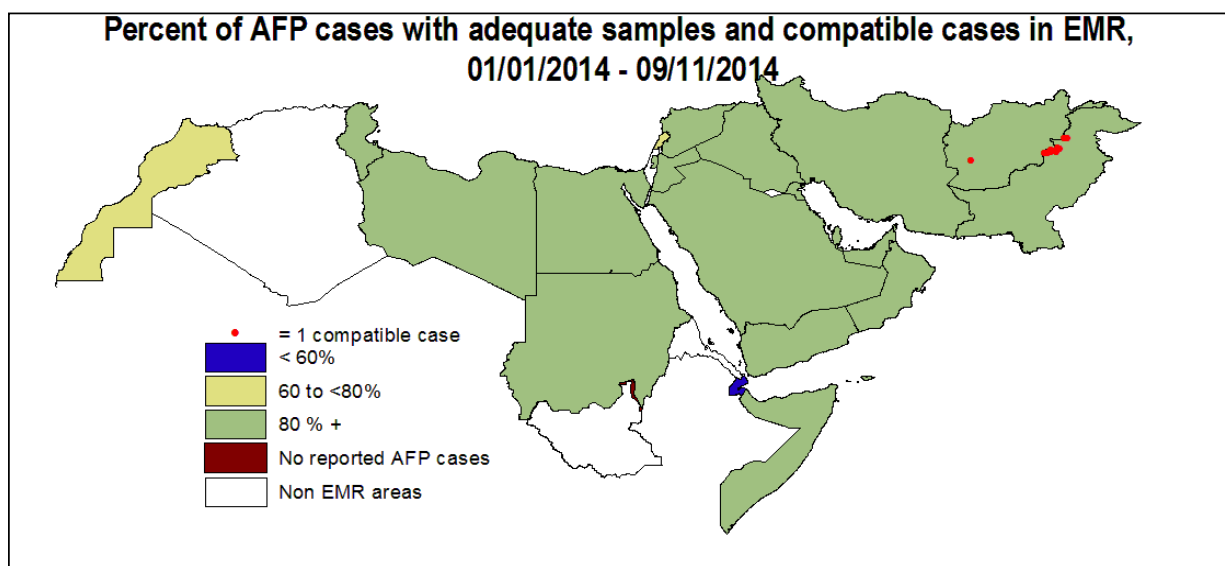 Percent of AFP cases with adequate samples and compatible cases in EMR,
01/01/2014 - 09/11/2014
= 1 compatible case
< 60%
60 to <80%
80 % +
No reported AFP cases
Non EMR areas